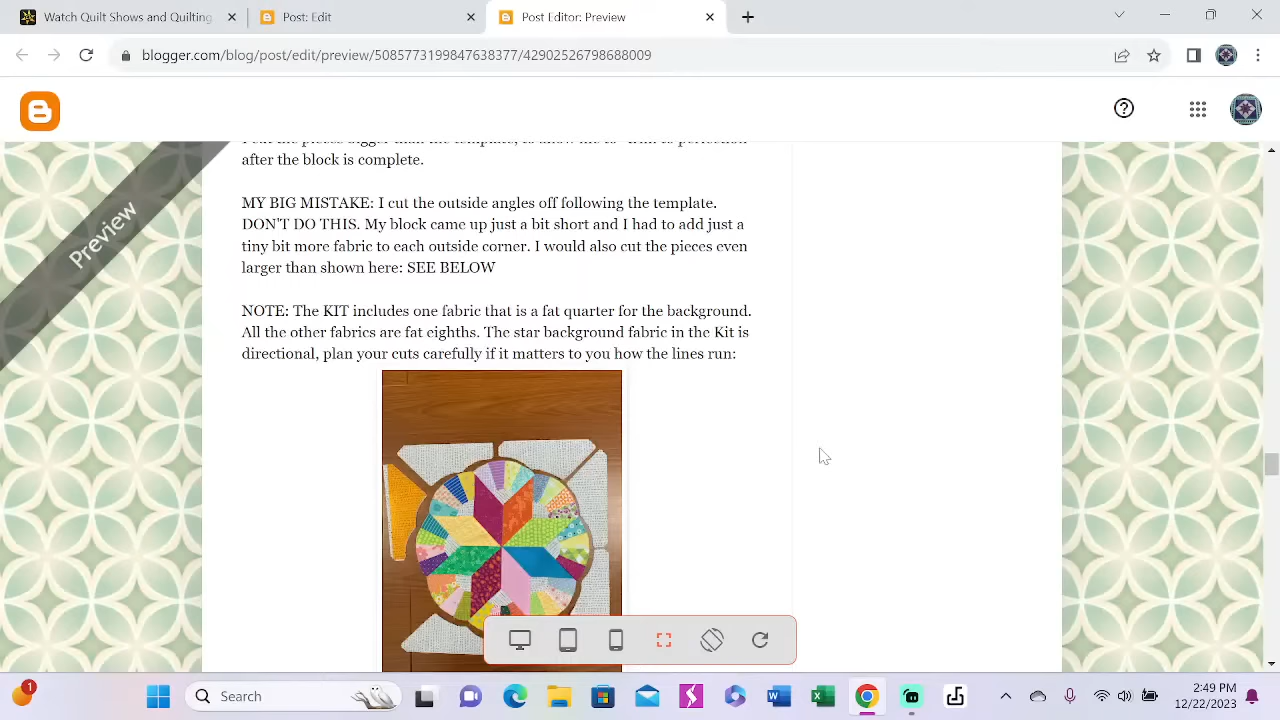 Watch Quilt Shows and Quilting
Post: Edit
Post Editor: Preview
blogger.com/blog/post/edit/preview/5085773199847638377/42902526798688009
Preview
after the block is complete.
MY BIG MISTAKE: I cut the outside angles off following the template.
DON'T DO THIS. My block came up just a bit short and I had to add just a
tiny bit more fabric to each outside corner. I would also cut the pieces even
larger than shown here: SEE BELOW
NOTE: The KIT includes one fabric that is a fat quarter for the background.
All the other fabrics are fat eighths. The star background fabric in the Kit is
directional, plan your cuts carefully if it matters to you how the lines run:
1
Search
2:49 PM
12/22/2023